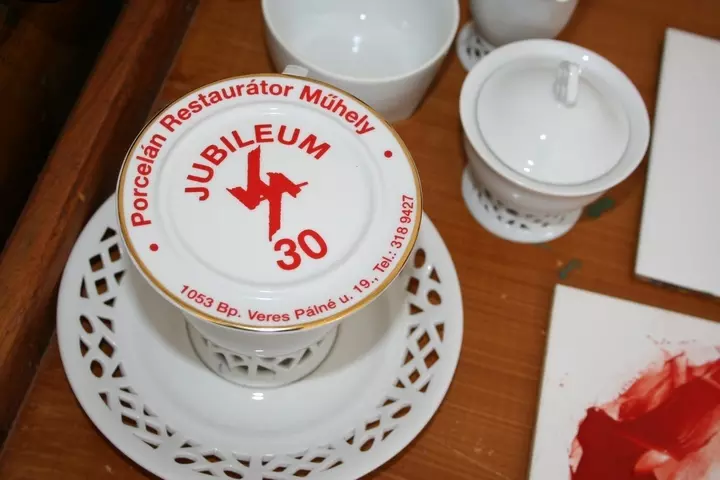 Porcelán Restaurátor Műhely
JUBILEUM
30
1053 Bp. Veres Pálné u. 19., Tel.: 318 9427